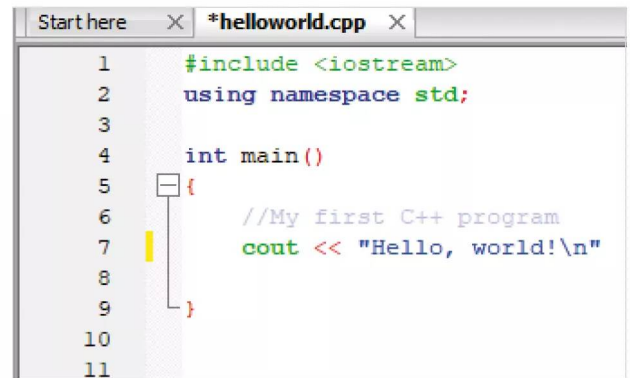 Start here × *helloworld.cpp ×
1 #include <iostream>
2 using namespace std;
3
4 int main()
5 {
6 //My first C++ program
7 cout << "Hello, world!\n"
8
9 }
10
11